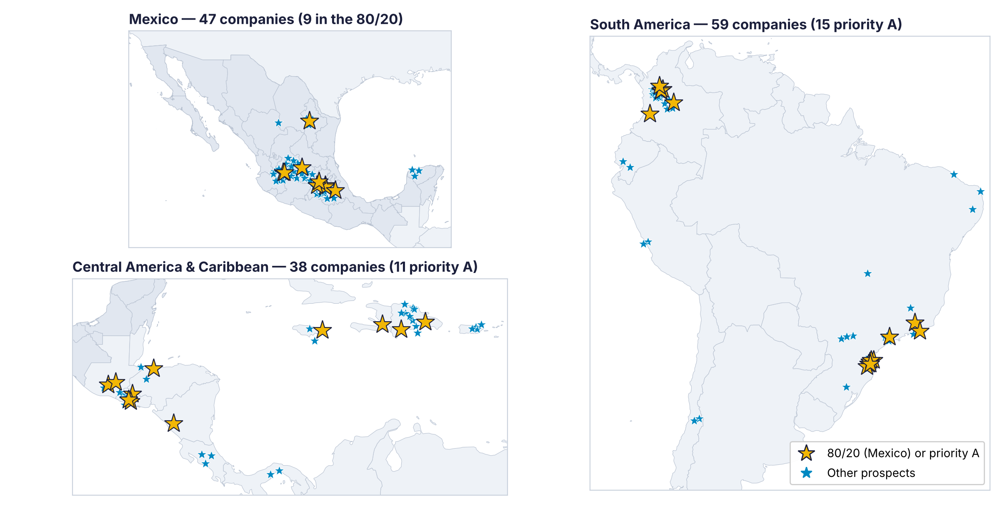 Mexico — 47 companies (9 in the 80/20)
Central America & Caribbean — 38 companies (11 priority A)
South America — 59 companies (15 priority A)
80/20 (Mexico) or priority A
Other prospects